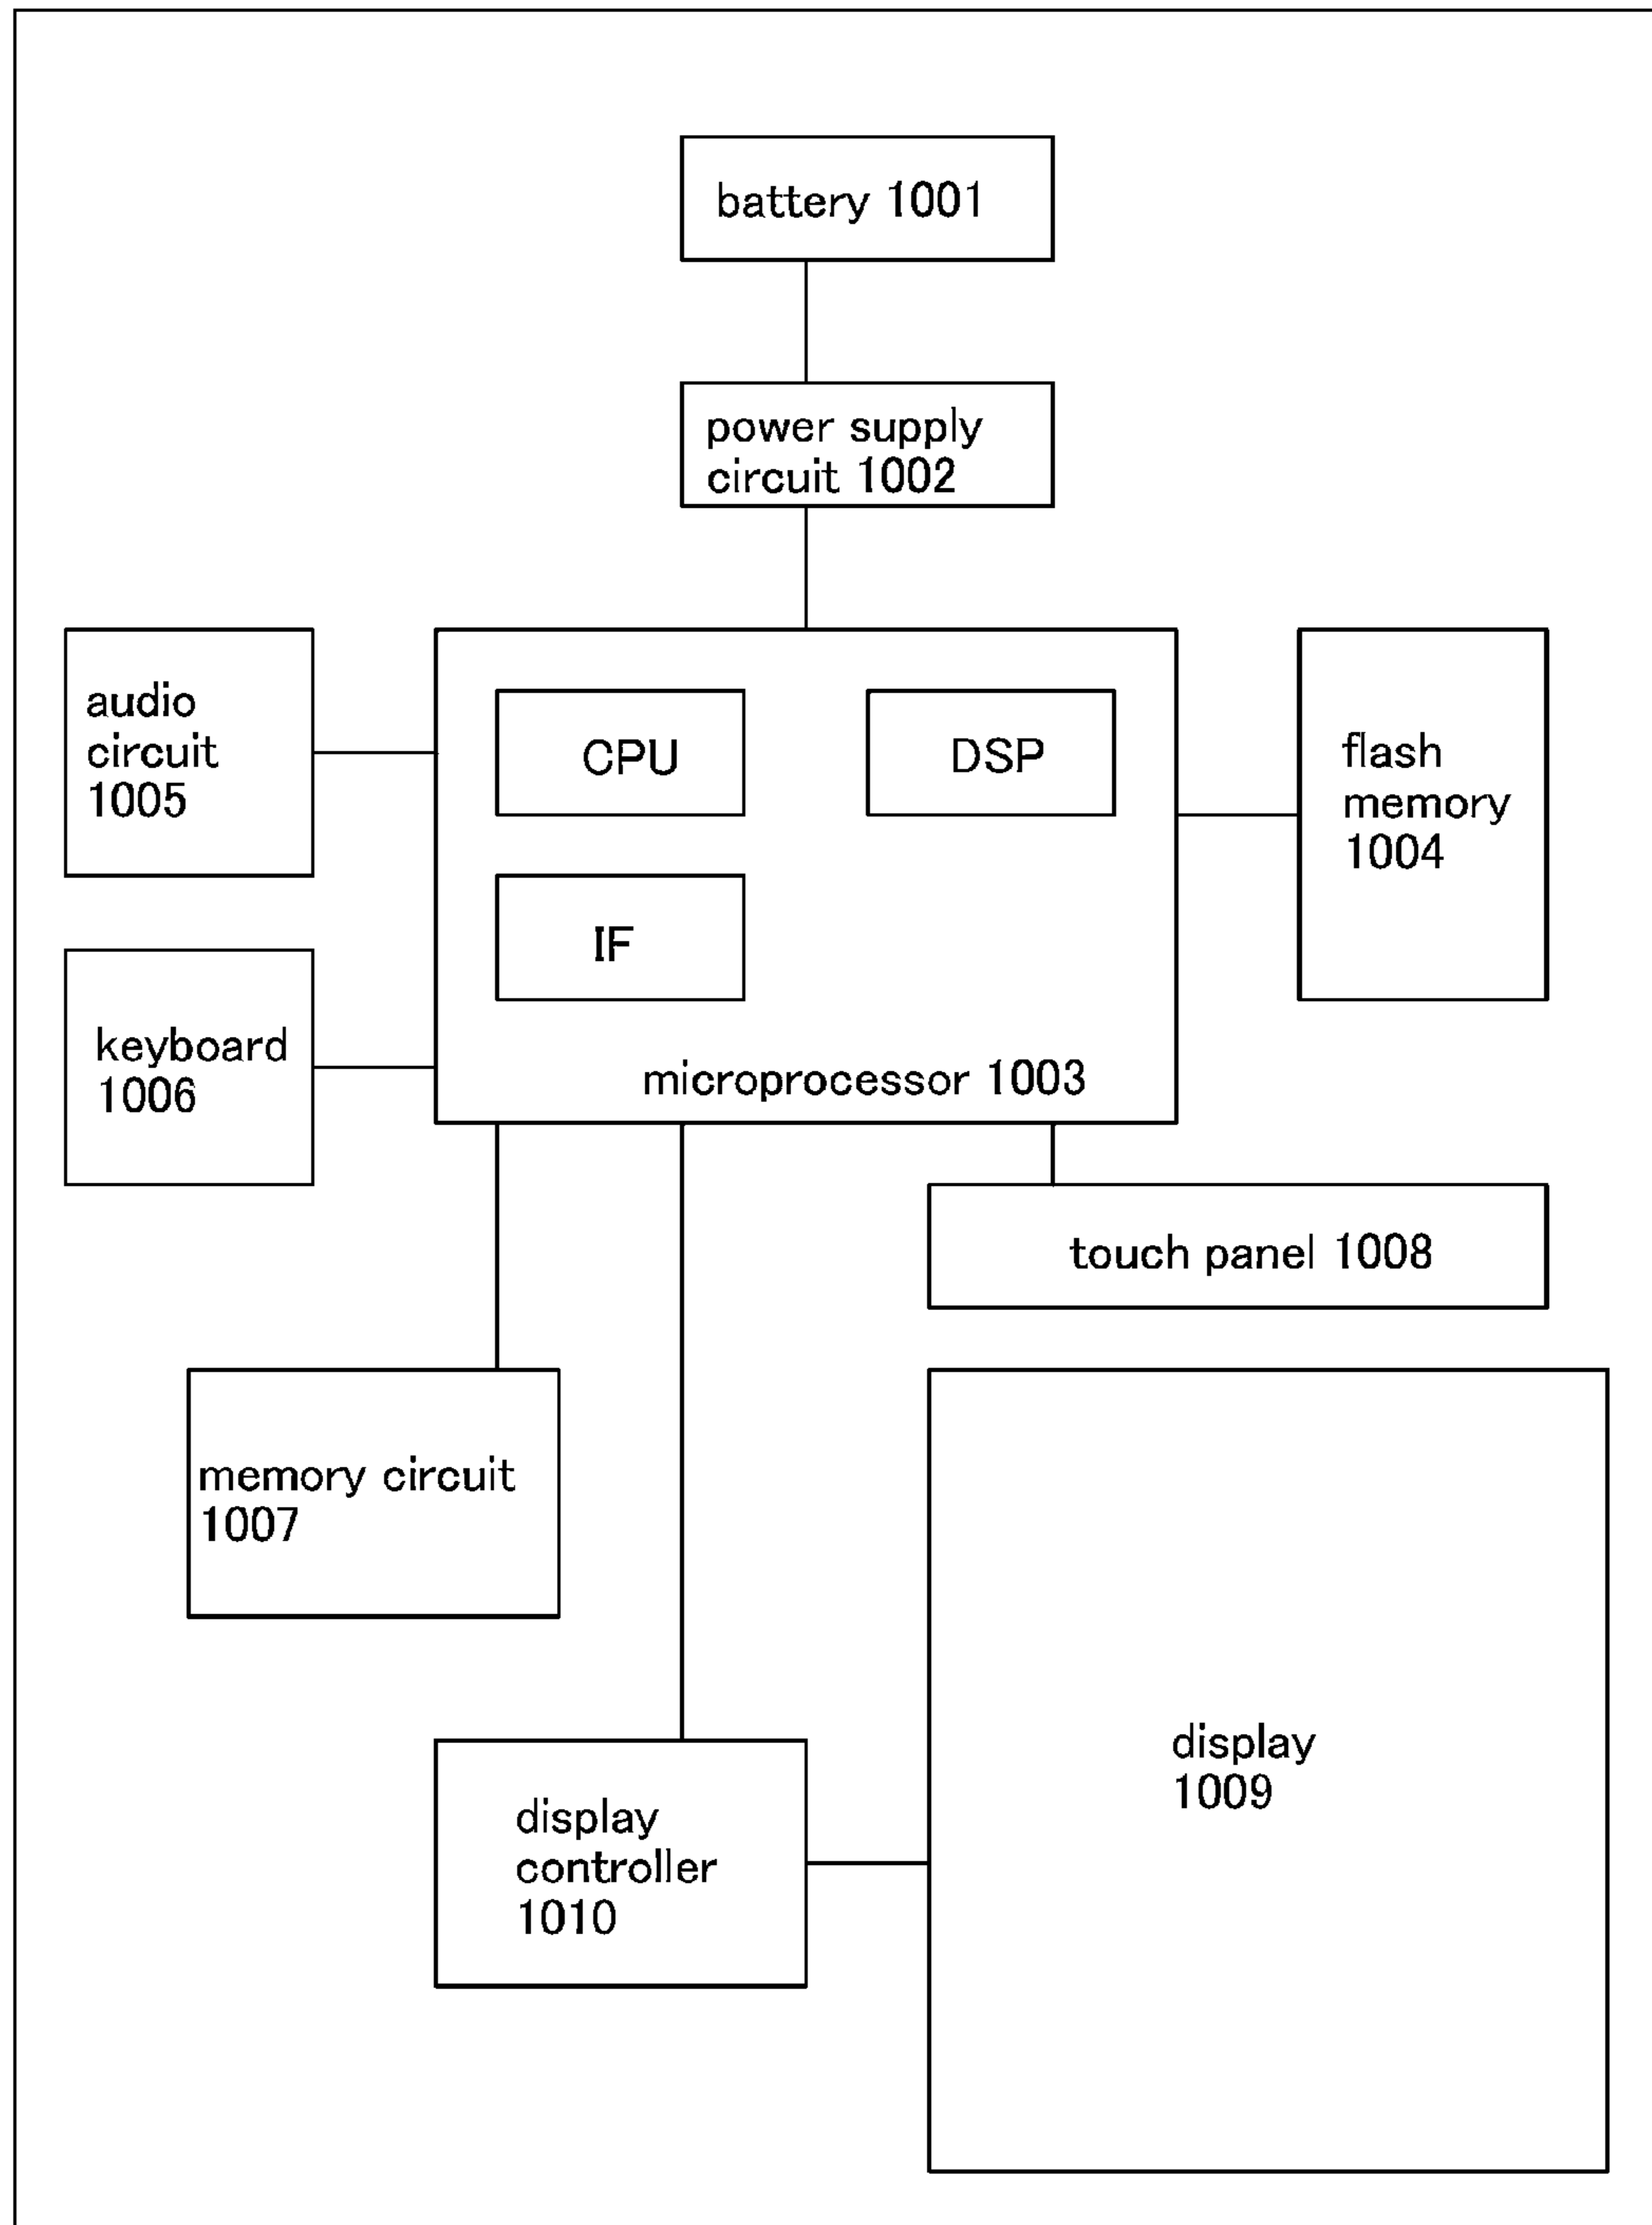 battery 1001
power supply
circuit 1002
audio
circuit
1005
CPU
DSP
flash
memory
1004
IF
keyboard
1006
microprocessor 1003
touch panel 1008
memory circuit
1007
display
1009
display
controller
1010